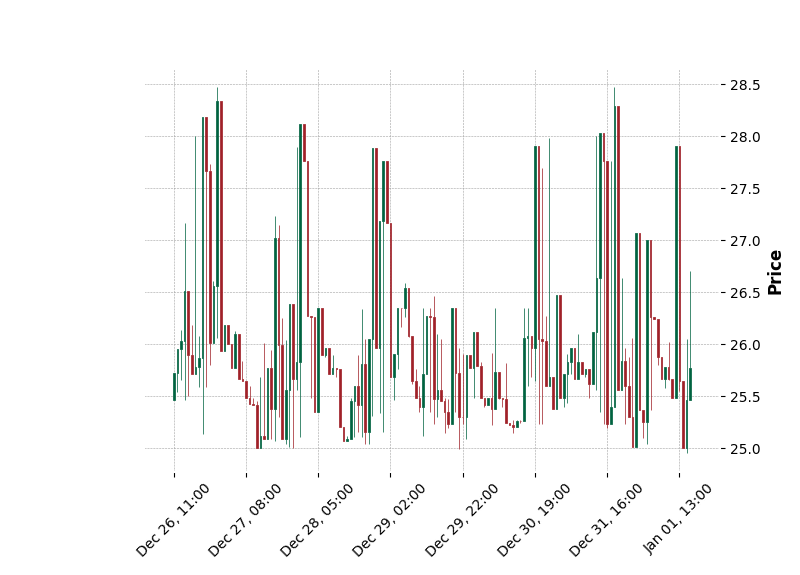 28.5
28.0
27.5
27.0
26.5
26.0
25.5
25.0
Price
Dec 26, 11:00
Dec 27, 08:00
Dec 28, 05:00
Dec 29, 02:00
Dec 29, 22:00
Dec 30, 19:00
Dec 31, 16:00
Jan 01, 13:00